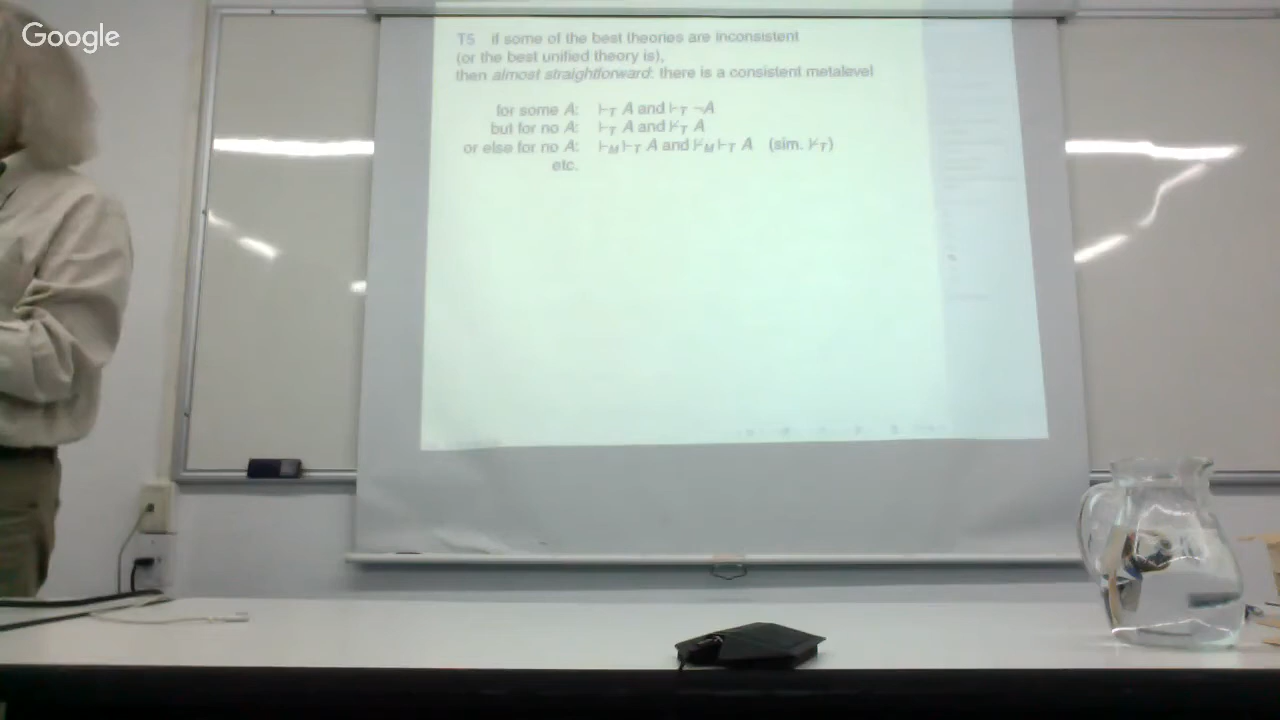 Google
T5 if some of the best theories are inconsistent
(or the best unified theory is),
then almost straightforward: there is a consistent metalevel
for some A: ⊢T A and ⊢T ¬A
but for no A: ⊢T A and ⊬T A
or else for no A: ⊢M ⊢T A and ⊬M ⊢T A (sim. ⊬T)
etc.